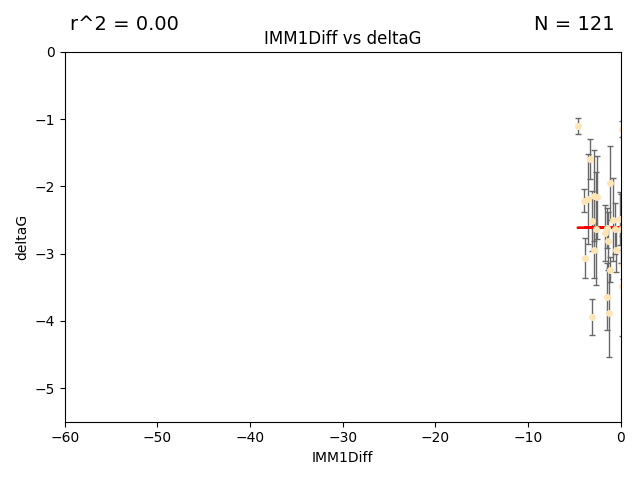 r^2 = 0.00
N = 121
IMM1Diff vs deltaG
0
−1
−2
−3
−4
−5
deltaG
−60 −50 −40 −30 −20 −10 0
IMM1Diff